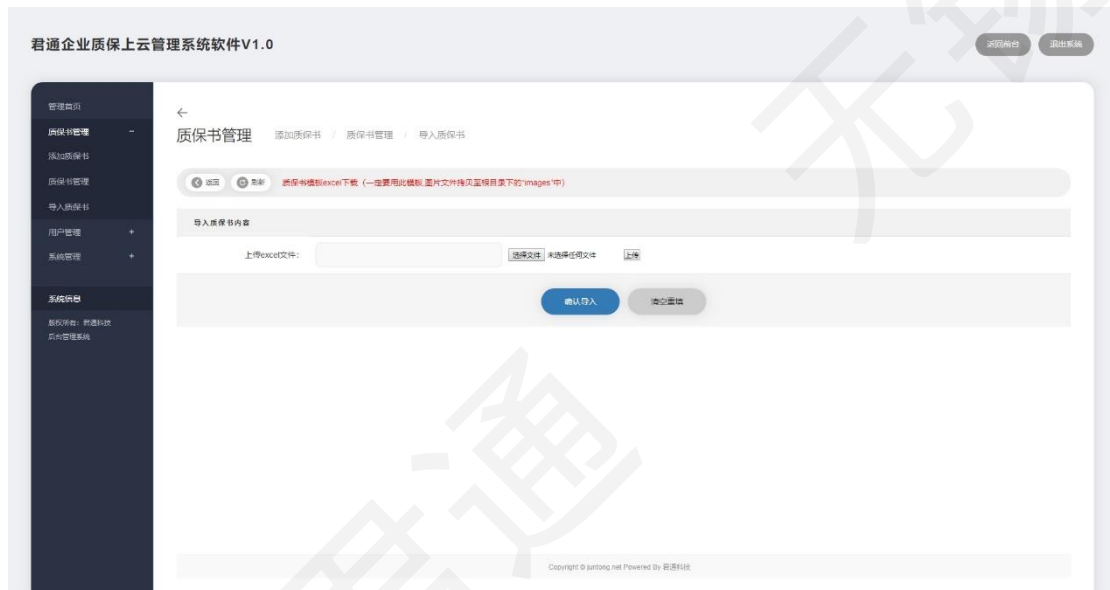 君通企业质保上云管理系统软件V1.0
返回前台 退出系统
管理首页
质保书管理 -
添加质保书
质保书管理
导入质保书
用户管理 +
系统管理 +
系统信息
版权所有：君通科技
后台管理系统
←
质保书管理 添加质保书 / 质保书管理 / 导入质保书
返回 刷新 质保书模板excel下载（一定要用此模板,图片文件拷贝至根目录下的"images"中）
导入质保书内容
上传excel文件： 选择文件 未选择任何文件 上传
确认导入 清空重填
Copyright © juntong.net Powered By 君通科技
无锡
君通